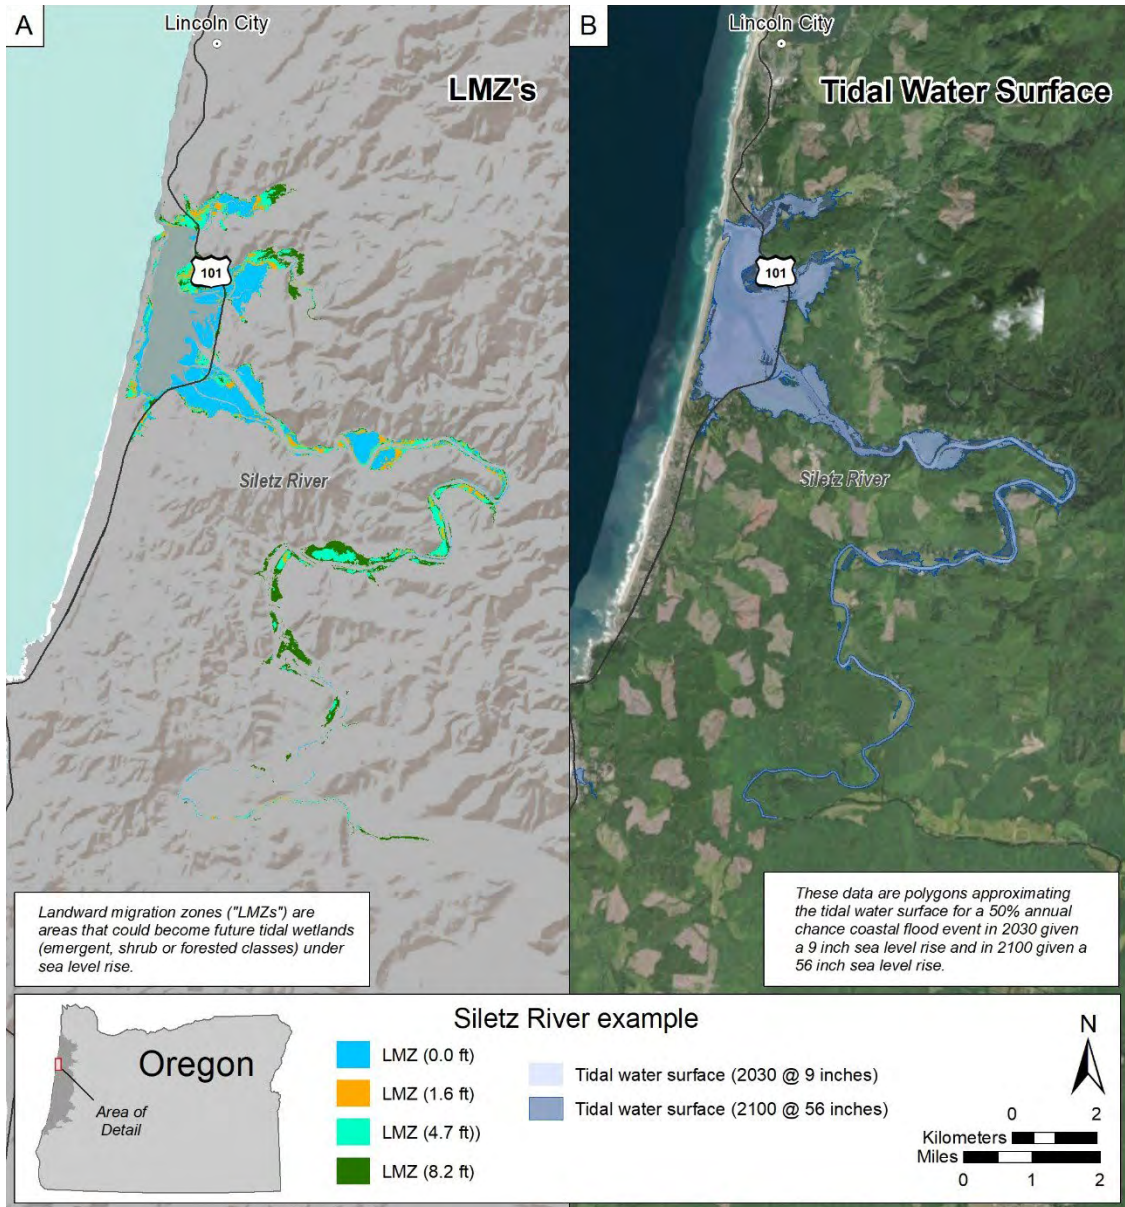 A
Lincoln City
LMZ's
101
Siletz River
Landward migration zones ("LMZs") are
areas that could become future tidal wetlands
(emergent, shrub or forested classes) under
sea level rise.
B
Lincoln City
Tidal Water Surface
101
Siletz River
These data are polygons approximating
the tidal water surface for a 50% annual
chance coastal flood event in 2030 given
a 9 inch sea level rise and in 2100 given a
56 inch sea level rise.
Siletz River example
Oregon
Area of
Detail
LMZ (0.0 ft)
LMZ (1.6 ft)
LMZ (4.7 ft))
LMZ (8.2 ft)
Tidal water surface (2030 @ 9 inches)
Tidal water surface (2100 @ 56 inches)
N
0 2
Kilometers
Miles
0 1 2